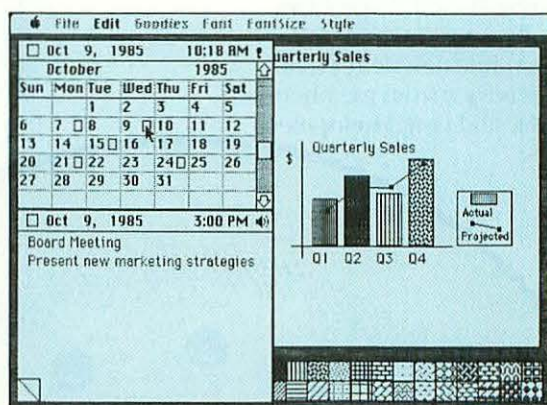 File Edit Goodies Font FontSize Style
Oct 9, 1985 10:18 AM
October 1985
Sun Mon Tue Wed Thu Fri Sat
1 2 3 4 5
6 7 8 9 10 11 12
13 14 15 16 17 18 19
20 21 22 23 24 25 26
27 28 29 30 31
Oct 9, 1985 3:00 PM
Board Meeting
Present new marketing strategies
uarterly Sales
Quarterly Sales
$
Q1 Q2 Q3 Q4
Actual
Projected